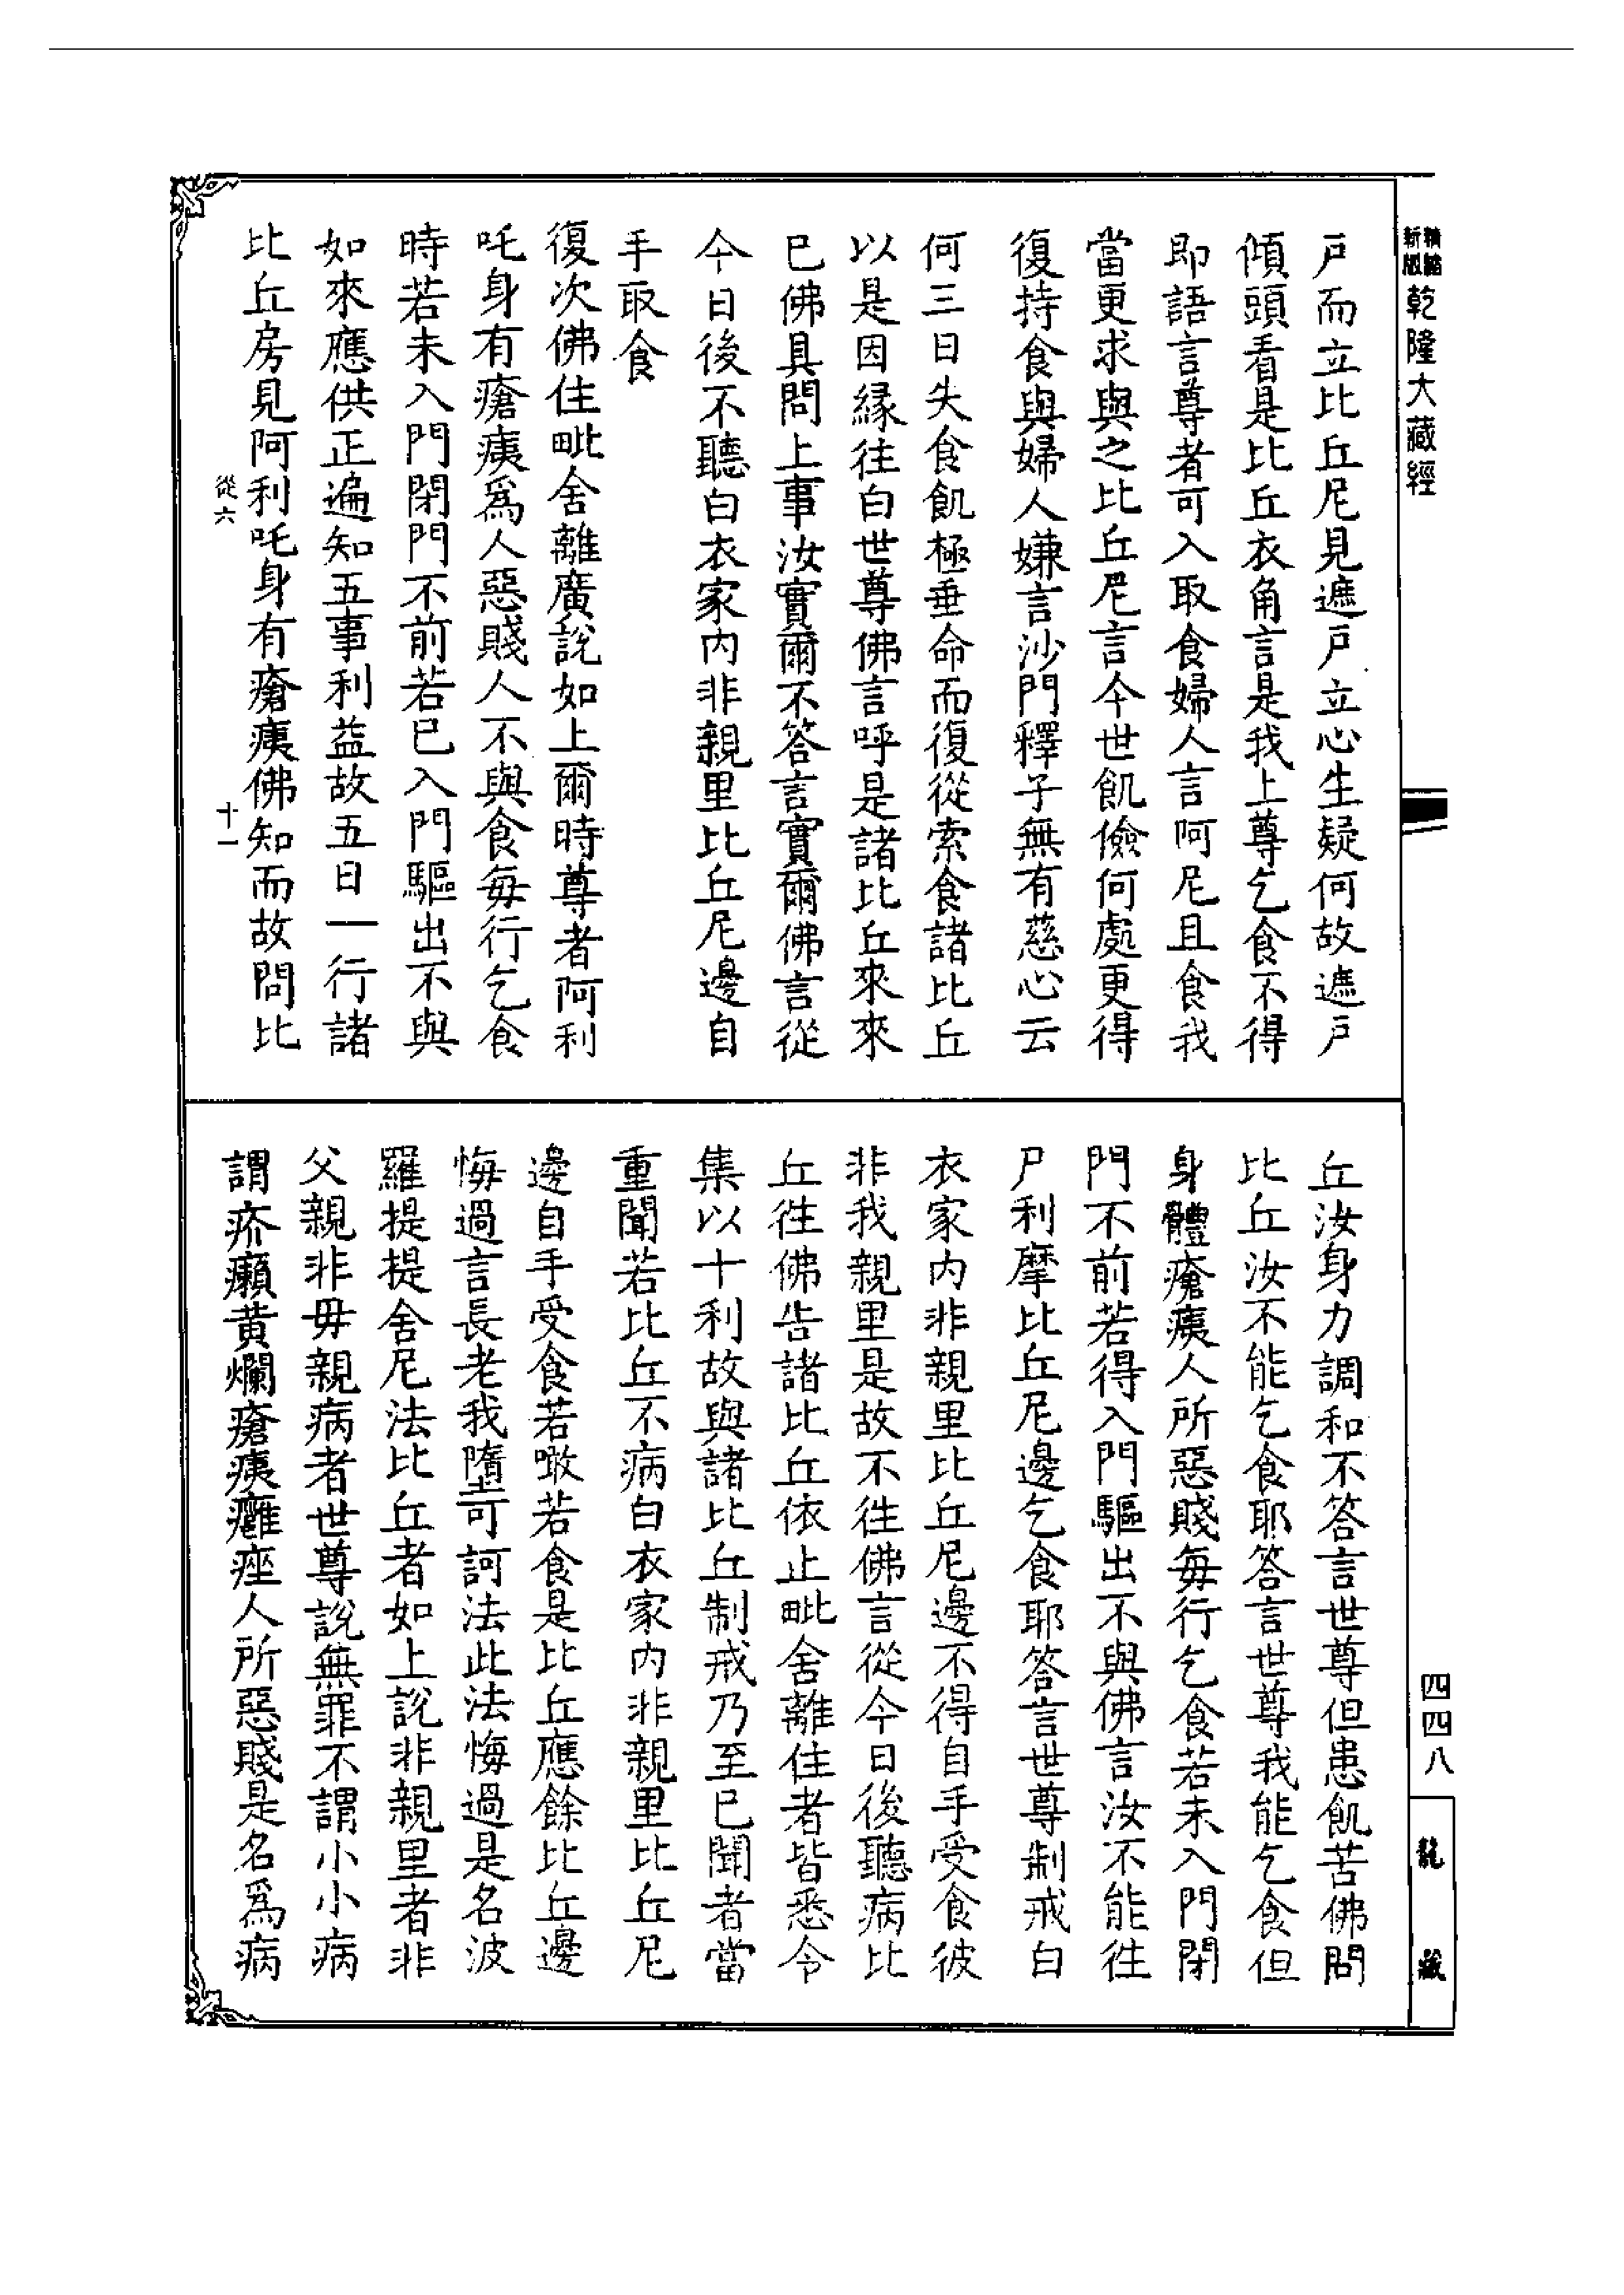 精縮新版乾隆大藏經
四四八
龍藏
戶而立比丘尼見遮戶立心生疑何故遮戶
傾頭看是比丘衣角言是我上尊乞食不得
即語言尊者可入取食婦人言阿尼且食我
當更求與之比丘尼言今世飢儉何處更得
復持食與婦人嫌言沙門釋子無有慈心云
何三日失食飢極垂命而復從索食諸比丘
以是因緣往白世尊佛言呼是諸比丘來來
已佛具問上事汝實爾不答言實爾佛言從
今日後不聽白衣家內非親里比丘尼邊自
手取食
復次佛住毗舍離廣說如上爾時尊者阿利
吒身有瘡痍爲人惡賤人不與食每行乞食
時若未入門閉門不前若已入門驅出不與
如來應供正遍知五事利益故五日一行諸
比丘房見阿利吒身有瘡痍佛知而故問比
從六 十一
丘汝身力調和不答言世尊但患飢苦佛問
比丘汝不能乞食耶答言世尊我能乞食但
身體瘡痍人所惡賤每行乞食若未入門閉
門不前若得入門驅出不與佛言汝不能往
尸利摩比丘尼邊乞食耶答言世尊制戒白
衣家內非親里比丘尼邊不得自手受食彼
非我親里是故不往佛言從今日後聽病比
丘往佛告諸比丘依止毗舍離住者皆悉令
集以十利故與諸比丘制戒乃至已聞者當
重聞若比丘不病白衣家內非親里比丘尼
邊自手受食若噉若食是比丘應餘比丘邊
悔過言長老我墮可訶法此法悔過是名波
羅提提舍尼法比丘者如上說非親里者非
父親非毋親病者世尊說無罪不謂小小病
謂疥癩黃爛瘡痍癰痤人所惡賤是名爲病